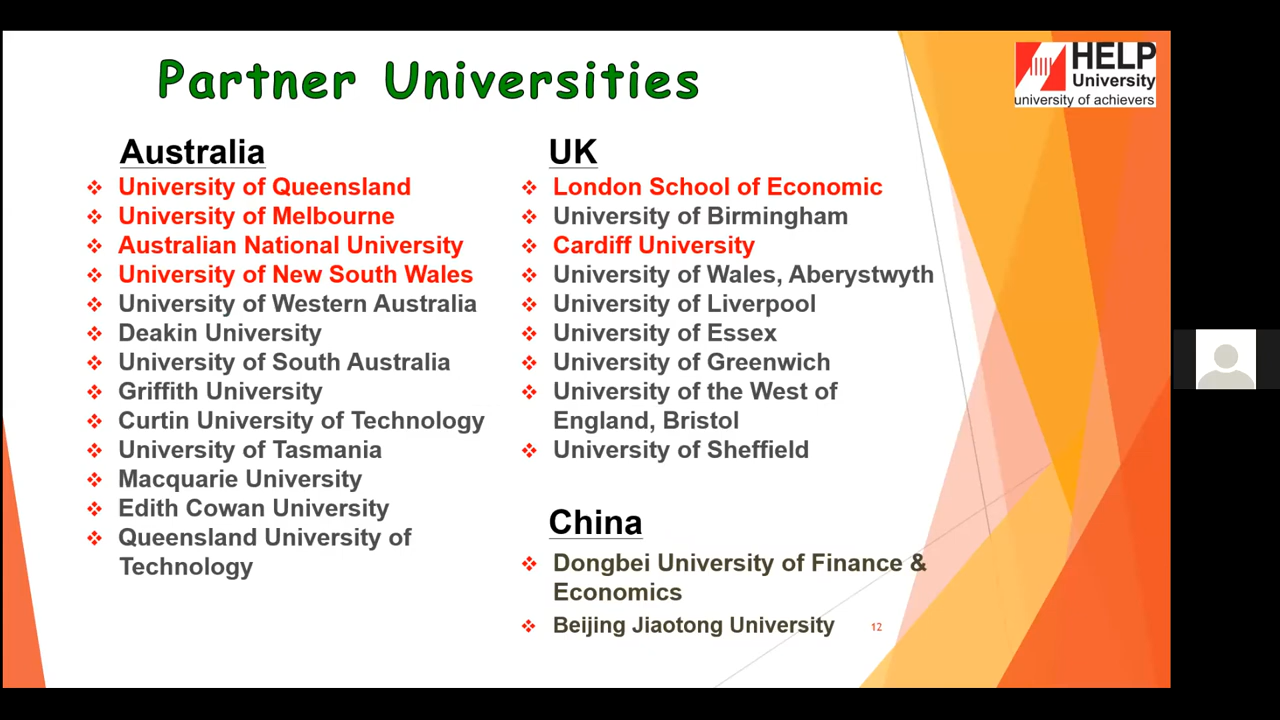 Partner Universities
HELP
University
university of achievers
Australia
University of Queensland
University of Melbourne
Australian National University
University of New South Wales
University of Western Australia
Deakin University
University of South Australia
Griffith University
Curtin University of Technology
University of Tasmania
Macquarie University
Edith Cowan University
Queensland University of
Technology
UK
London School of Economic
University of Birmingham
Cardiff University
University of Wales, Aberystwyth
University of Liverpool
University of Essex
University of Greenwich
University of the West of
England, Bristol
University of Sheffield
China
Dongbei University of Finance &
Economics
Beijing Jiaotong University
12